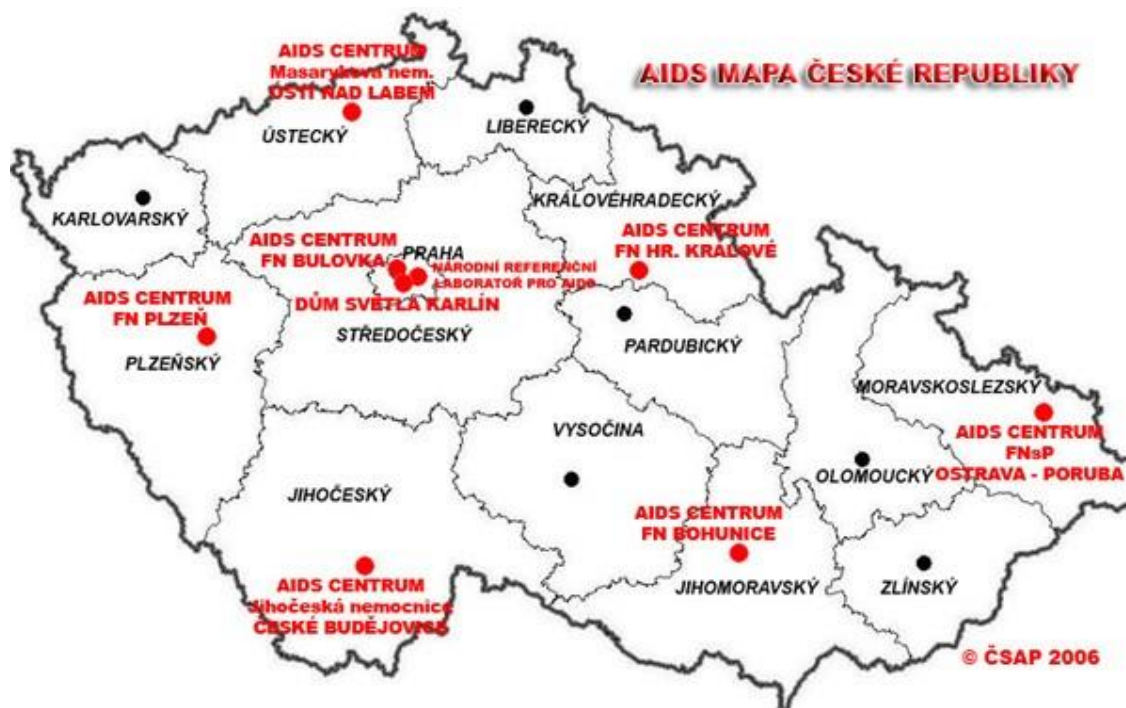 AIDS MAPA ČESKÉ REPUBLIKY
AIDS CENTRUM
Masarykova nem.
ÚSTÍ NAD LABEM
ÚSTECKÝ
LIBERECKÝ
KARLOVARSKÝ
KRÁLOVÉHRADECKÝ
AIDS CENTRUM
FN HR. KRÁLOVÉ
AIDS CENTRUM
FN BULOVKA
PRAHA
NÁRODNÍ REFERENČNÍ
LABORATOŘ PRO AIDS
DŮM SVĚTLA KARLÍN
STŘEDOČESKÝ
AIDS CENTRUM
FN PLZEŇ
PLZEŇSKÝ
PARDUBICKÝ
MORAVSKOSLEZSKÝ
AIDS CENTRUM
FNsP
OSTRAVA - PORUBA
VYSOČINA
OLOMOUCKÝ
JIHOČESKÝ
AIDS CENTRUM
FN BOHUNICE
JIHOMORAVSKÝ
ZLÍNSKÝ
AIDS CENTRUM
Jihočeská nemocnice
ČESKÉ BUDĚJOVICE
© ČSAP 2006